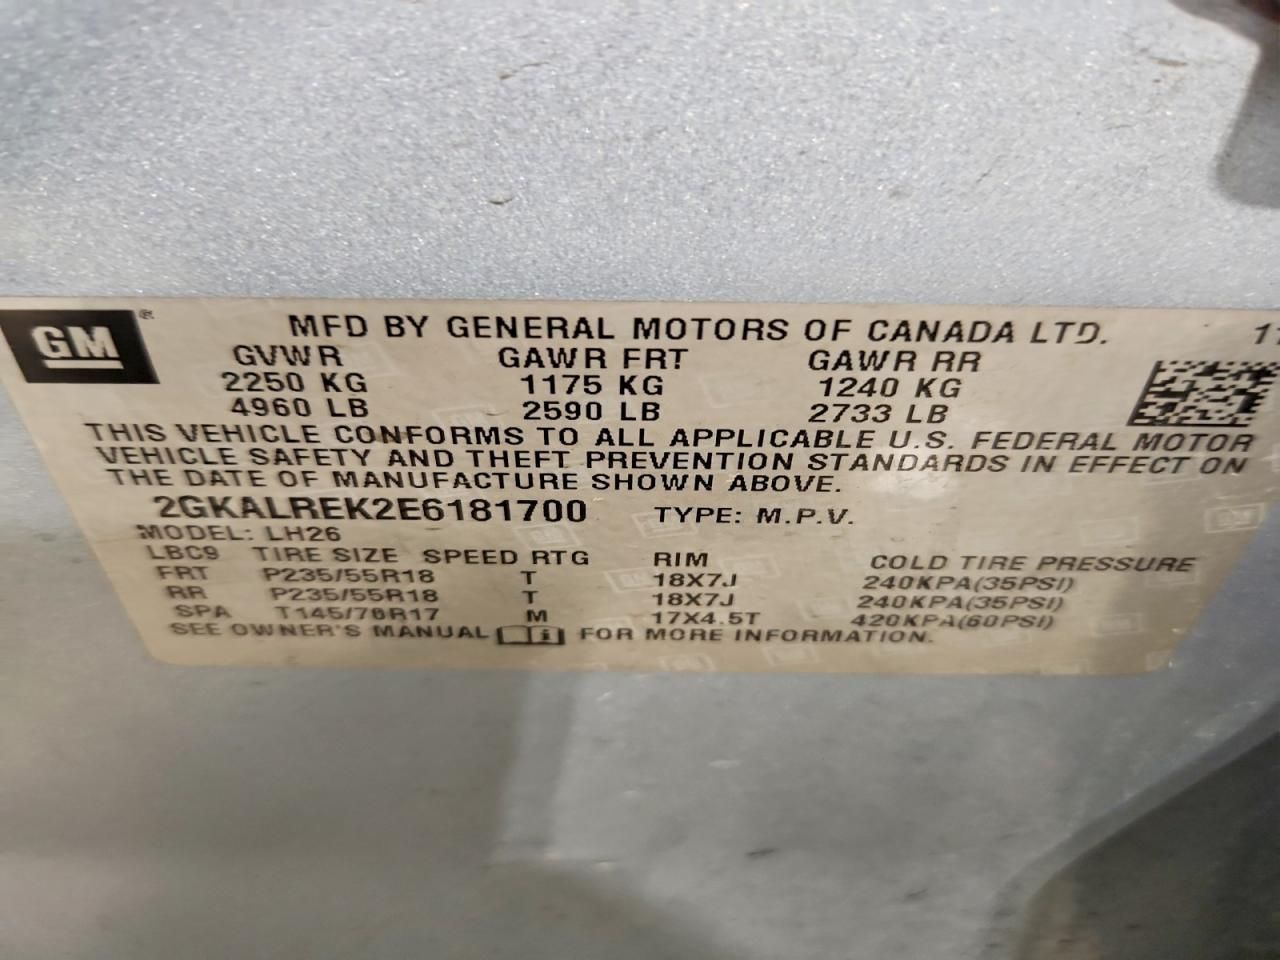 GM
MFD BY GENERAL MOTORS OF CANADA LTD.
GVWR GAWR FRT GAWR RR
2250 KG 1175 KG 1240 KG
4960 LB 2590 LB 2733 LB
THIS VEHICLE CONFORMS TO ALL APPLICABLE U.S. FEDERAL MOTOR
VEHICLE SAFETY AND THEFT PREVENTION STANDARDS IN EFFECT ON
THE DATE OF MANUFACTURE SHOWN ABOVE.
2GKALREK2E6181700 TYPE: M.P.V.
MODEL: LH26
LBC9 TIRE SIZE SPEED RTG RIM COLD TIRE PRESSURE
FRT P235/55R18 T 18X7J 240KPA(35PSI)
RR P235/55R18 T 18X7J 240KPA(35PSI)
SPA T145/70R17 M 17X4.5T 420KPA(60PSI)
SEE OWNER'S MANUAL FOR MORE INFORMATION.